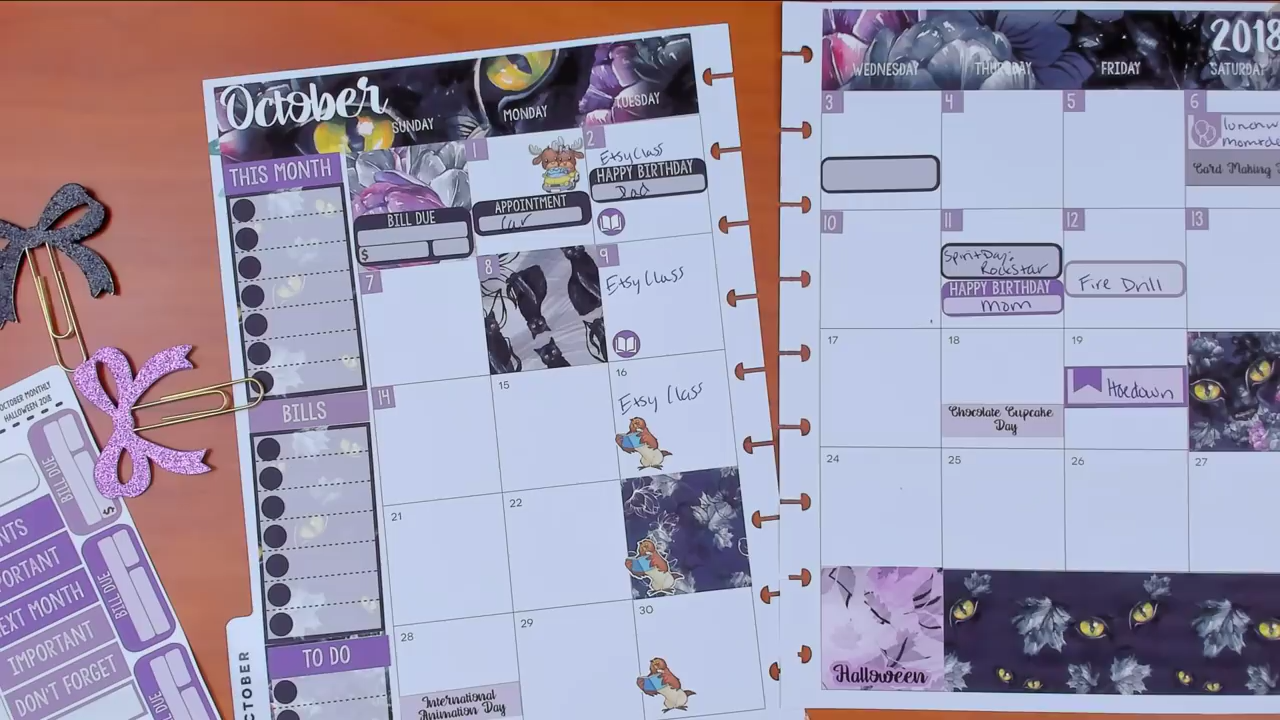 October
SUNDAY
MONDAY
TUESDAY
WEDNESDAY
THURSDAY
FRIDAY
SATURDAY
2018
THIS MONTH
BILL DUE
$
1
APPOINTMENT
Car
2
Etsy Class
HAPPY BIRTHDAY
Dad
3
4
5
6
Card Making
7
8
9
Etsy Class
10
11
Spirit Day:
Rockstar
HAPPY BIRTHDAY
Mom
12
Fire Drill
13
BILLS
14
15
16
Etsy Class
17
18
Chocolate Cupcake
Day
19
Hoedown
21
22
24
25
26
27
TO DO
28
International
Animation Day
29
30
Halloween
OCTOBER MONTHLY
HALLOWEEN 2018
BILL DUE
$
IMPORTANT
NEXT MONTH
BILL DUE
IMPORTANT
DON'T FORGET
DUE